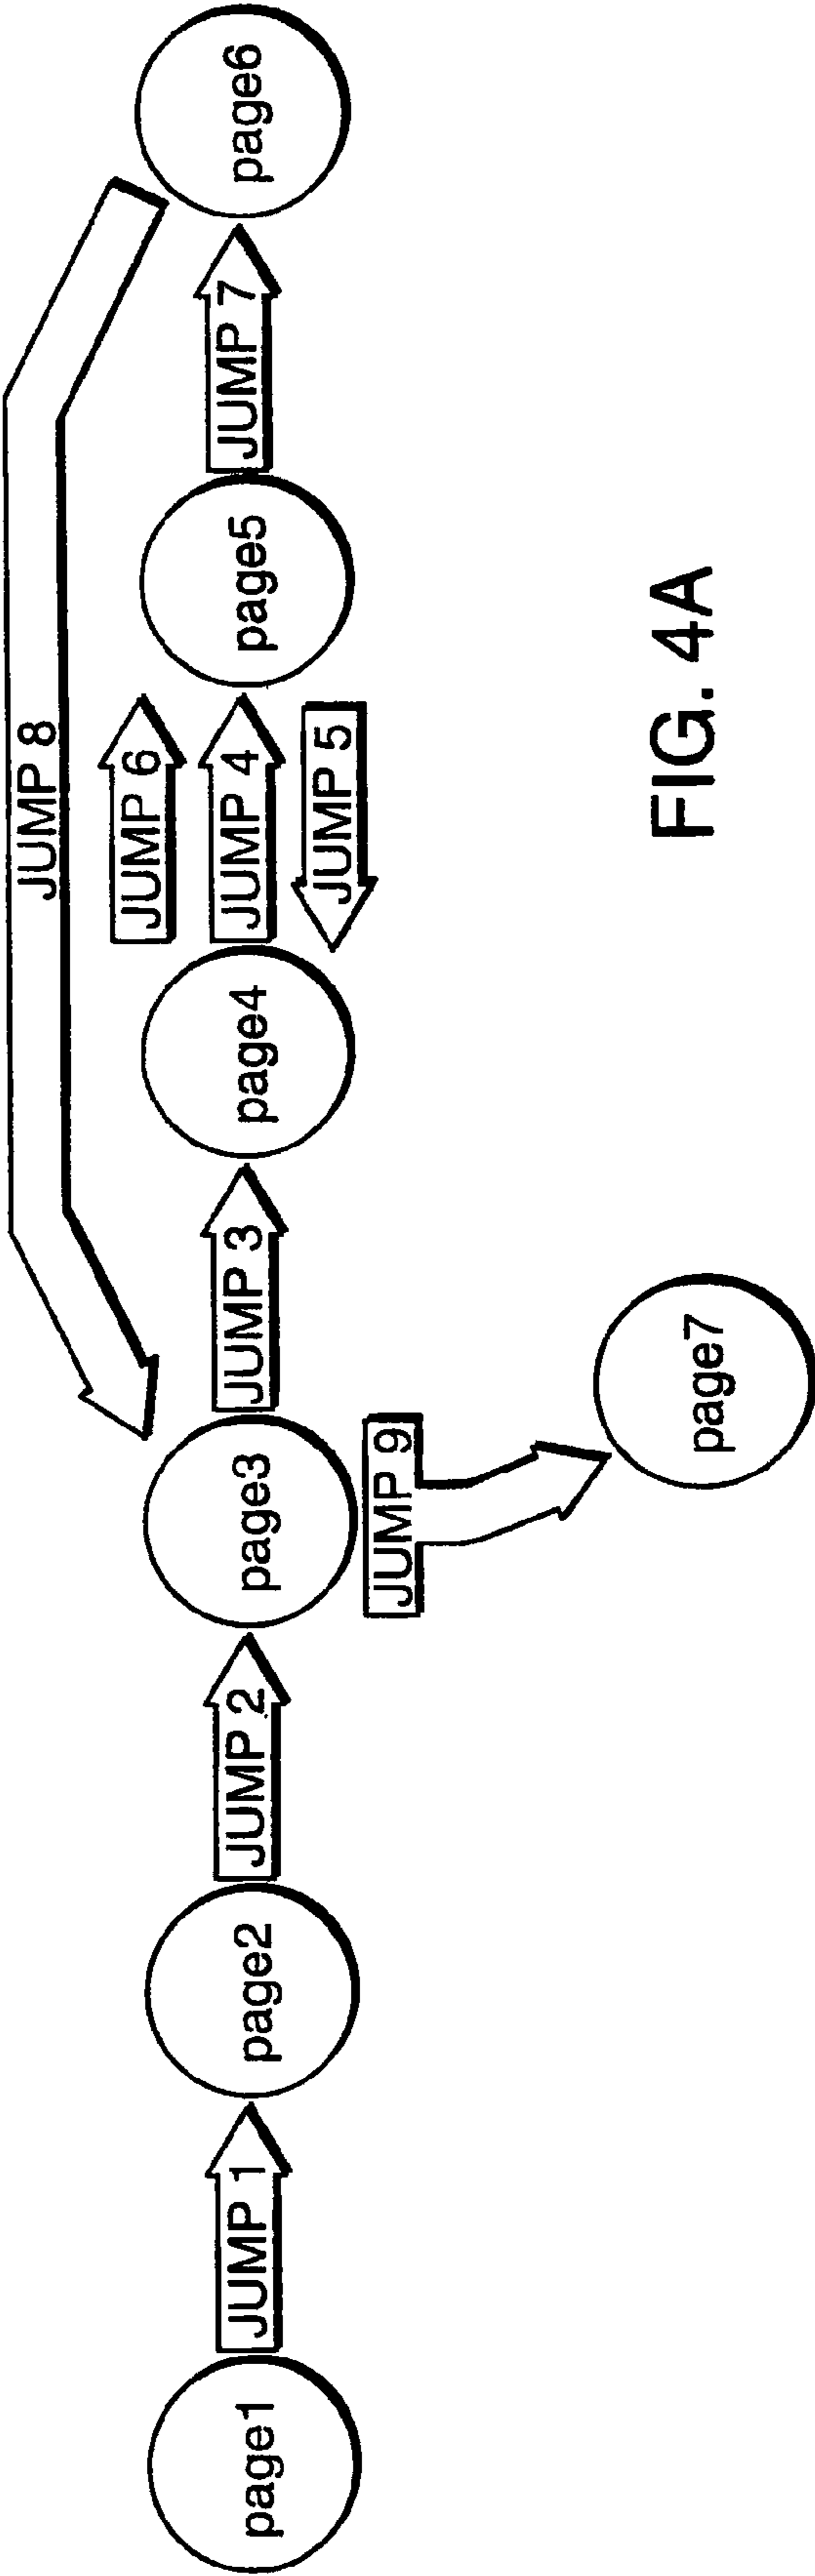 JUMP 8
JUMP 6
page1
JUMP 1
page2
JUMP 2
page3
JUMP 3
page4
JUMP 4
page5
JUMP 7
page6
JUMP 5
JUMP 9
page7
FIG. 4A